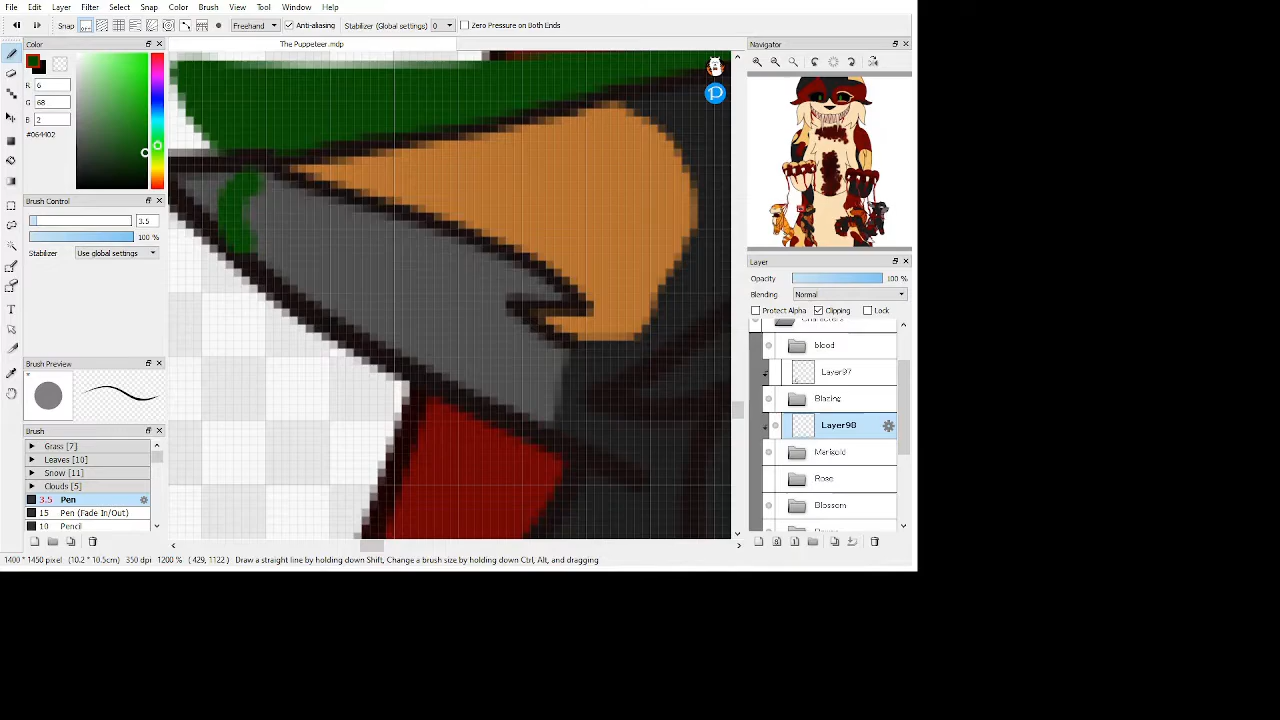 File Edit Layer Filter Select Snap Color Brush View Tool Window Help
Snap Freehand Anti-aliasing Stabilizer (Global settings) 0 Zero Pressure on Both Ends
Color
The Puppeteer.mdp
Navigator
R 6
G 68
B 2
#064402
Brush Control
3.5
100 %
Stabilizer Use global settings
Layer
Opacity 100 %
Blending Normal
Protect Alpha Clipping Lock
blood
Layer97
Blazing
Layer98
Marigold
Rose
Blossom
Brush Preview
Brush
Grass [7]
Leaves [10]
Snow [11]
Clouds [5]
3.5 Pen
15 Pen (Fade In/Out)
10 Pencil
1400 * 1450 pixel (10.2 * 10.5cm) 350 dpi 1200 % ( 429, 1122 ) Draw a straight line by holding down Shift, Change a brush size by holding down Ctrl, Alt, and dragging